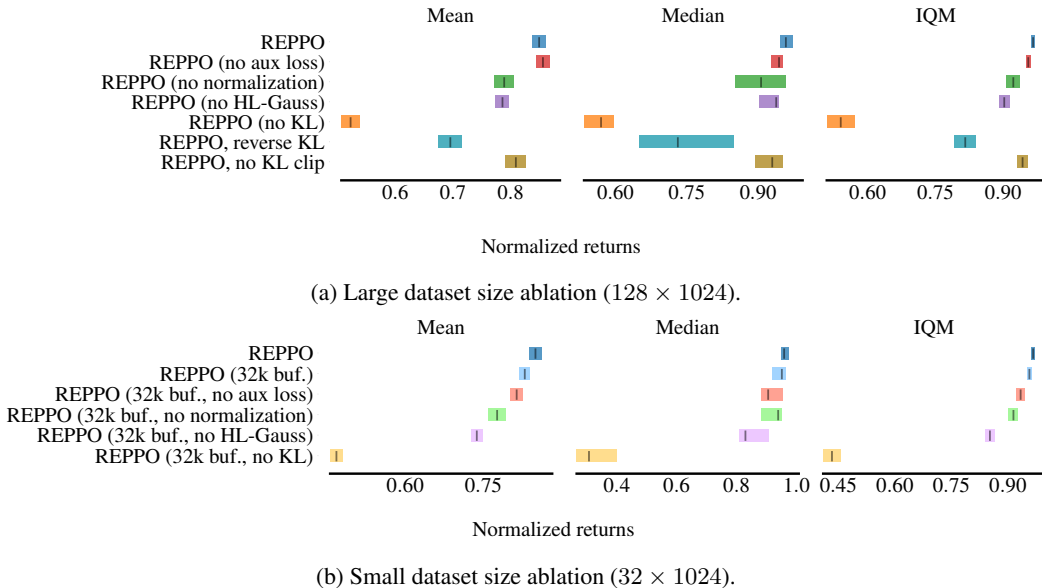 Mean Median IQM
REPPO
REPPO (no aux loss)
REPPO (no normalization)
REPPO (no HL-Gauss)
REPPO (no KL)
REPPO, reverse KL
REPPO, no KL clip
0.6 0.7 0.8 0.60 0.75 0.90 0.60 0.75 0.90
Normalized returns
(a) Large dataset size ablation (128 × 1024).
Mean Median IQM
REPPO
REPPO (32k buf.)
REPPO (32k buf., no aux loss)
REPPO (32k buf., no normalization)
REPPO (32k buf., no HL-Gauss)
REPPO (32k buf., no KL)
0.60 0.75 0.4 0.6 0.8 1.0 0.45 0.60 0.75 0.90
Normalized returns
(b) Small dataset size ablation (32 × 1024).